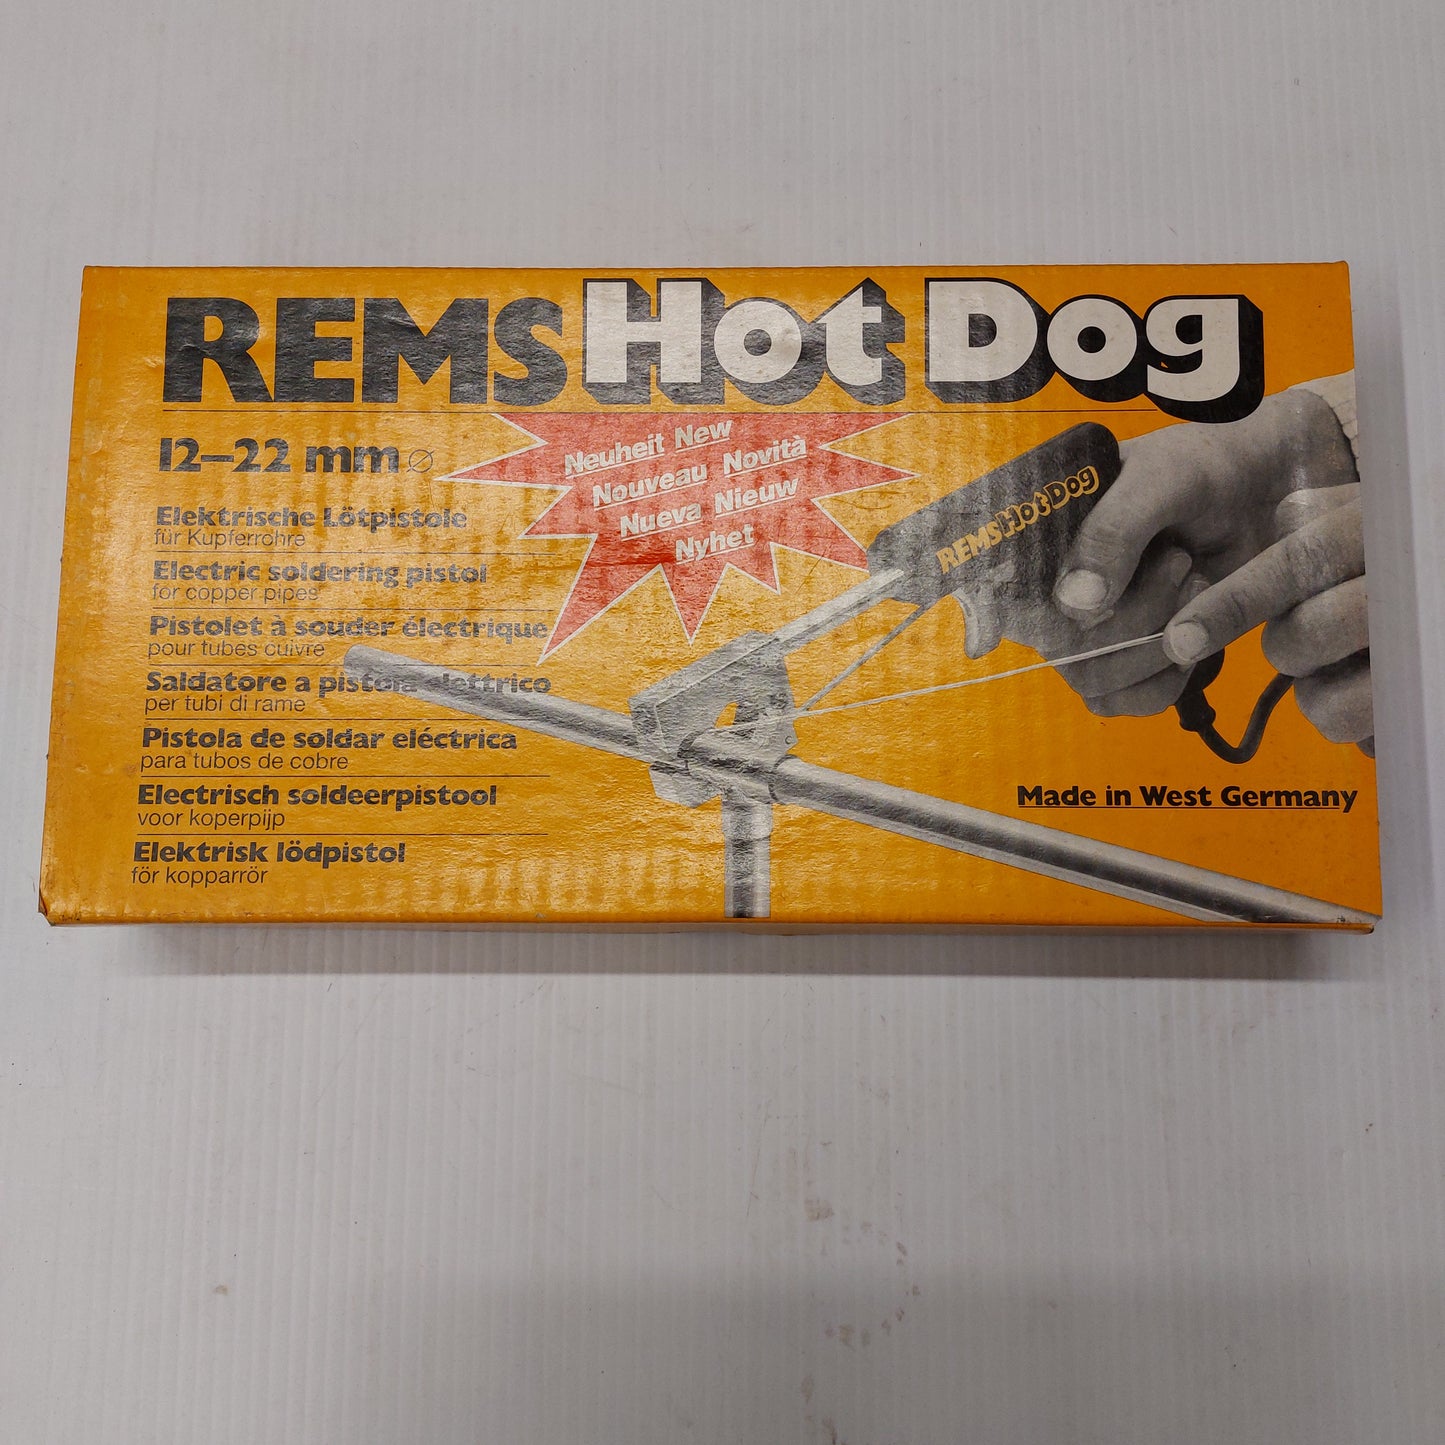 REMS Hot Dog
12–22 mm ⌀
Elektrische Lötpistole
für Kupferrohre
Electric soldering pistol
for copper pipes
Pistolet à souder électrique
pour tubes cuivre
Saldatore a pistola elettrico
per tubi di rame
Pistola de soldar eléctrica
para tubos de cobre
Electrisch soldeerpistool
voor koperpijp
Elektrisk lödpistol
för kopparrör
Neuheit New
Nouveau Novità
Nueva Nieuw
Nyhet
REMS Hot Dog
Made in West Germany